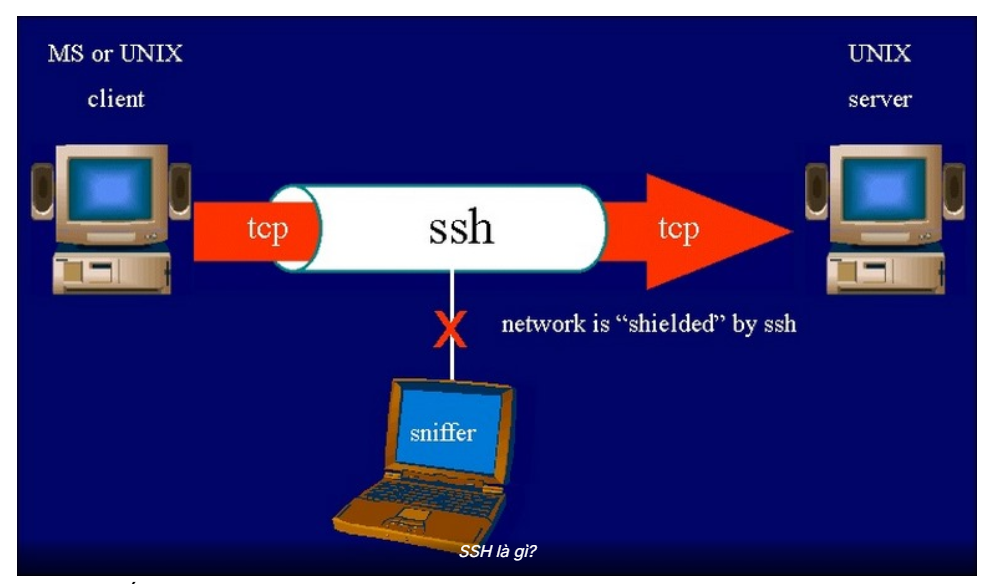 MS or UNIX
client
UNIX
server
tcp
ssh
tcp
X
network is “shielded” by ssh
sniffer
SSH là gì?